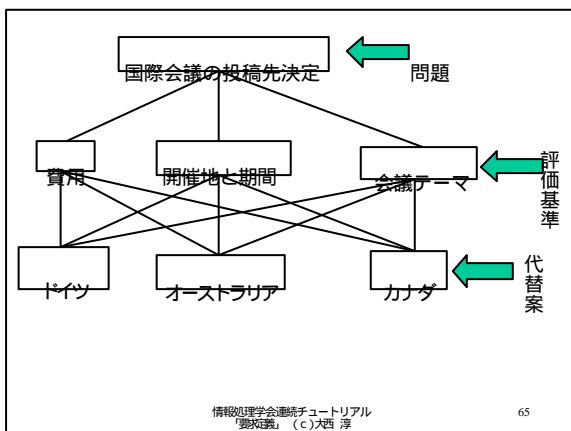 国際会議の投稿先決定
問題
費用
開催地と期間
会議テーマ
評価基準
ドイツ
オーストラリア
カナダ
代替案
情報処理学会連続チュートリアル
「要求定義」 (c)大西 淳
65